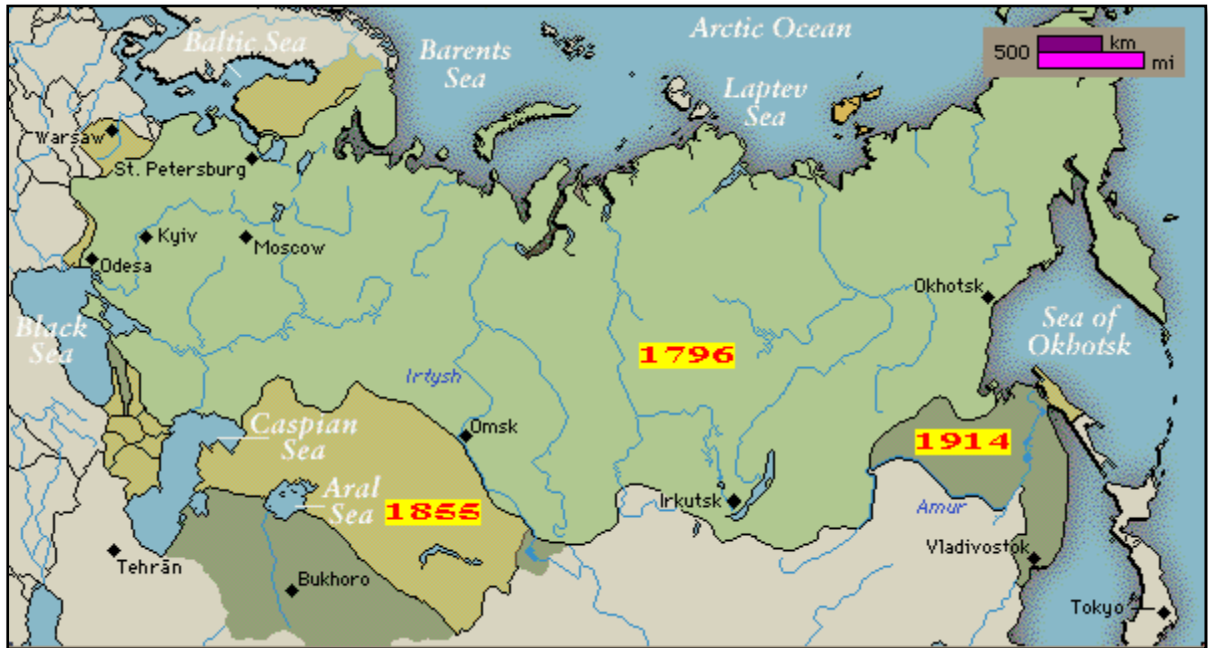 Arctic Ocean
Baltic Sea
Barents
Sea
500
km
mi
Laptev
Sea
Warsaw
St. Petersburg
Kyiv
Moscow
Odesa
Okhotsk
Black
Sea
Sea of
Okhotsk
1796
Irtysh
Caspian
Sea
Omsk
1914
Aral
Sea
1855
Irkutsk
Amur
Vladivostok
Tehrān
Bukhoro
Tokyo